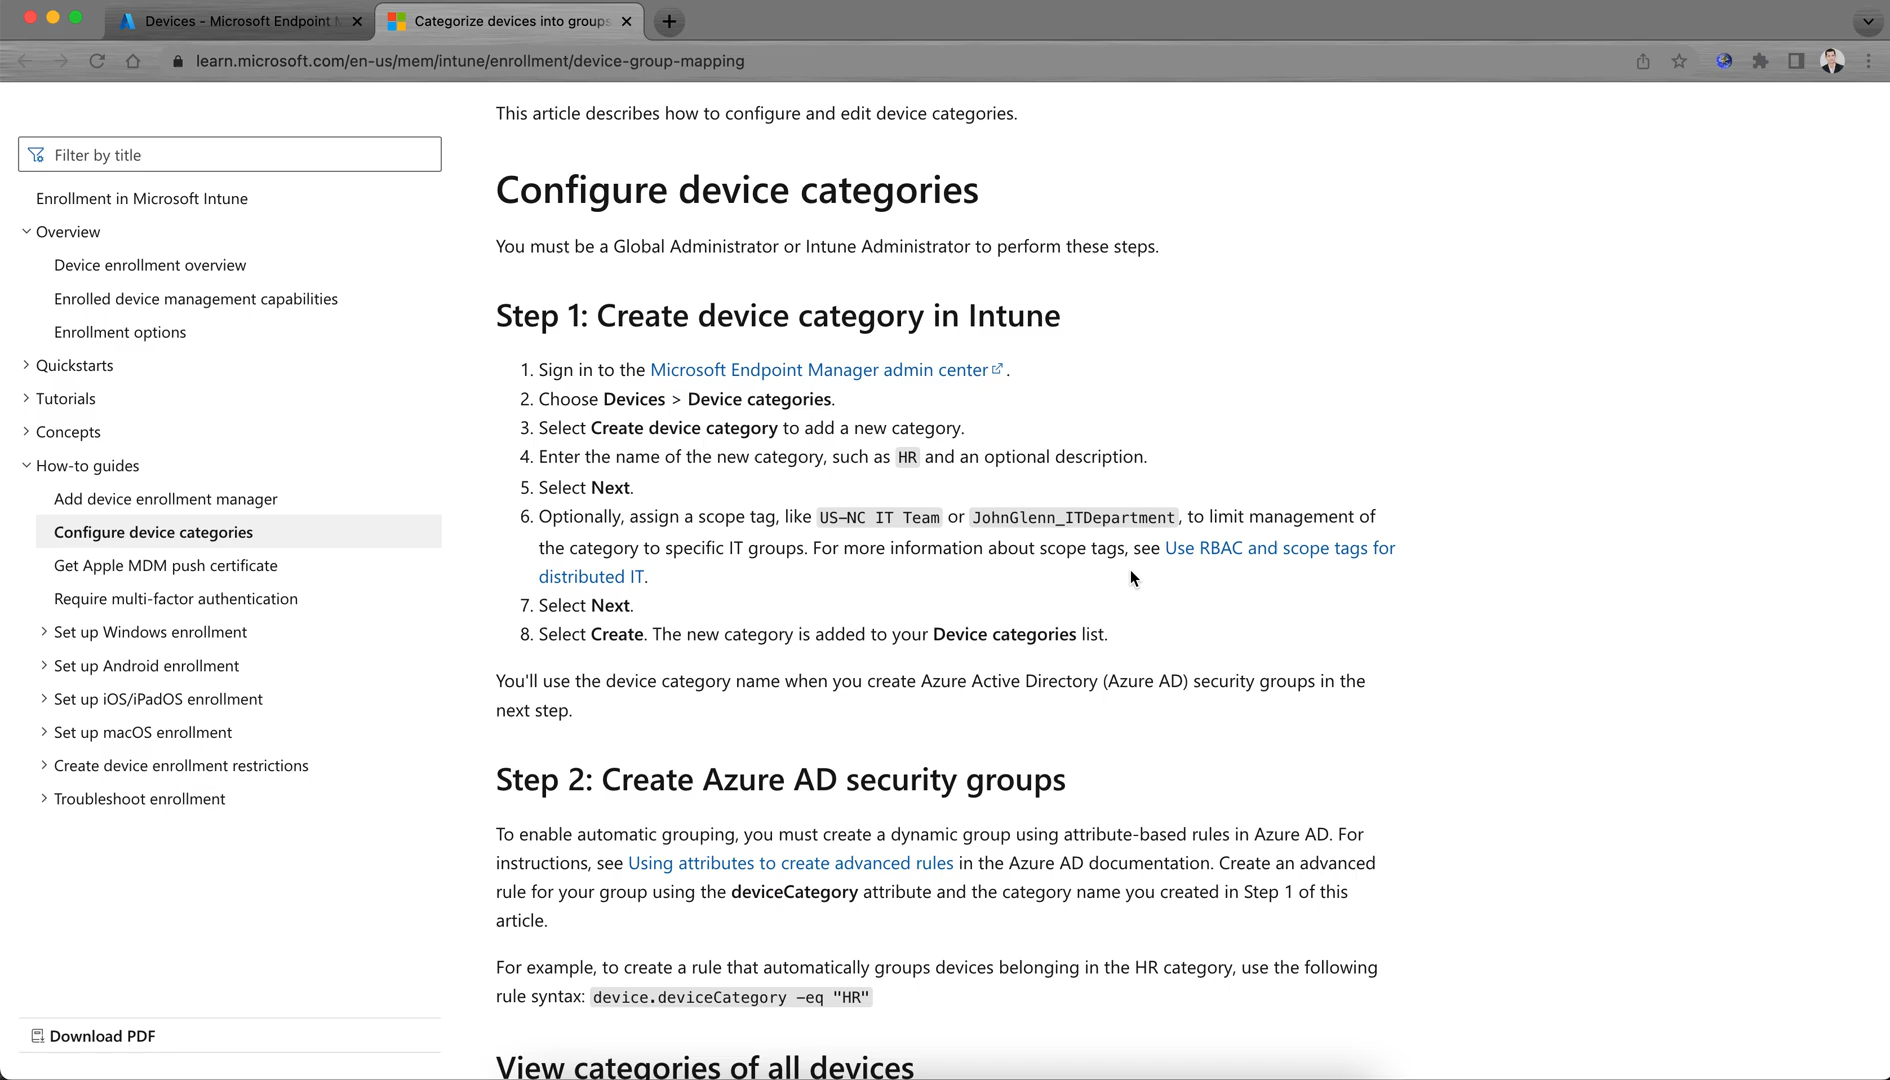 Devices - Microsoft Endpoint M
Categorize devices into groups
learn.microsoft.com/en-us/mem/intune/enrollment/device-group-mapping
Filter by title
Enrollment in Microsoft Intune
Overview
Device enrollment overview
Enrolled device management capabilities
Enrollment options
Quickstarts
Tutorials
Concepts
How-to guides
Add device enrollment manager
Configure device categories
Get Apple MDM push certificate
Require multi-factor authentication
Set up Windows enrollment
Set up Android enrollment
Set up iOS/iPadOS enrollment
Set up macOS enrollment
Create device enrollment restrictions
Troubleshoot enrollment
Download PDF
This article describes how to configure and edit device categories.
Configure device categories
You must be a Global Administrator or Intune Administrator to perform these steps.
Step 1: Create device category in Intune
1. Sign in to the Microsoft Endpoint Manager admin center.
2. Choose Devices > Device categories.
3. Select Create device category to add a new category.
4. Enter the name of the new category, such as HR and an optional description.
5. Select Next.
6. Optionally, assign a scope tag, like US-NC IT Team or JohnGlenn_ITDepartment, to limit management of
the category to specific IT groups. For more information about scope tags, see Use RBAC and scope tags for
distributed IT.
7. Select Next.
8. Select Create. The new category is added to your Device categories list.
You'll use the device category name when you create Azure Active Directory (Azure AD) security groups in the
next step.
Step 2: Create Azure AD security groups
To enable automatic grouping, you must create a dynamic group using attribute-based rules in Azure AD. For
instructions, see Using attributes to create advanced rules in the Azure AD documentation. Create an advanced
rule for your group using the deviceCategory attribute and the category name you created in Step 1 of this
article.
For example, to create a rule that automatically groups devices belonging in the HR category, use the following
rule syntax: device.deviceCategory -eq "HR"
View categories of all devices